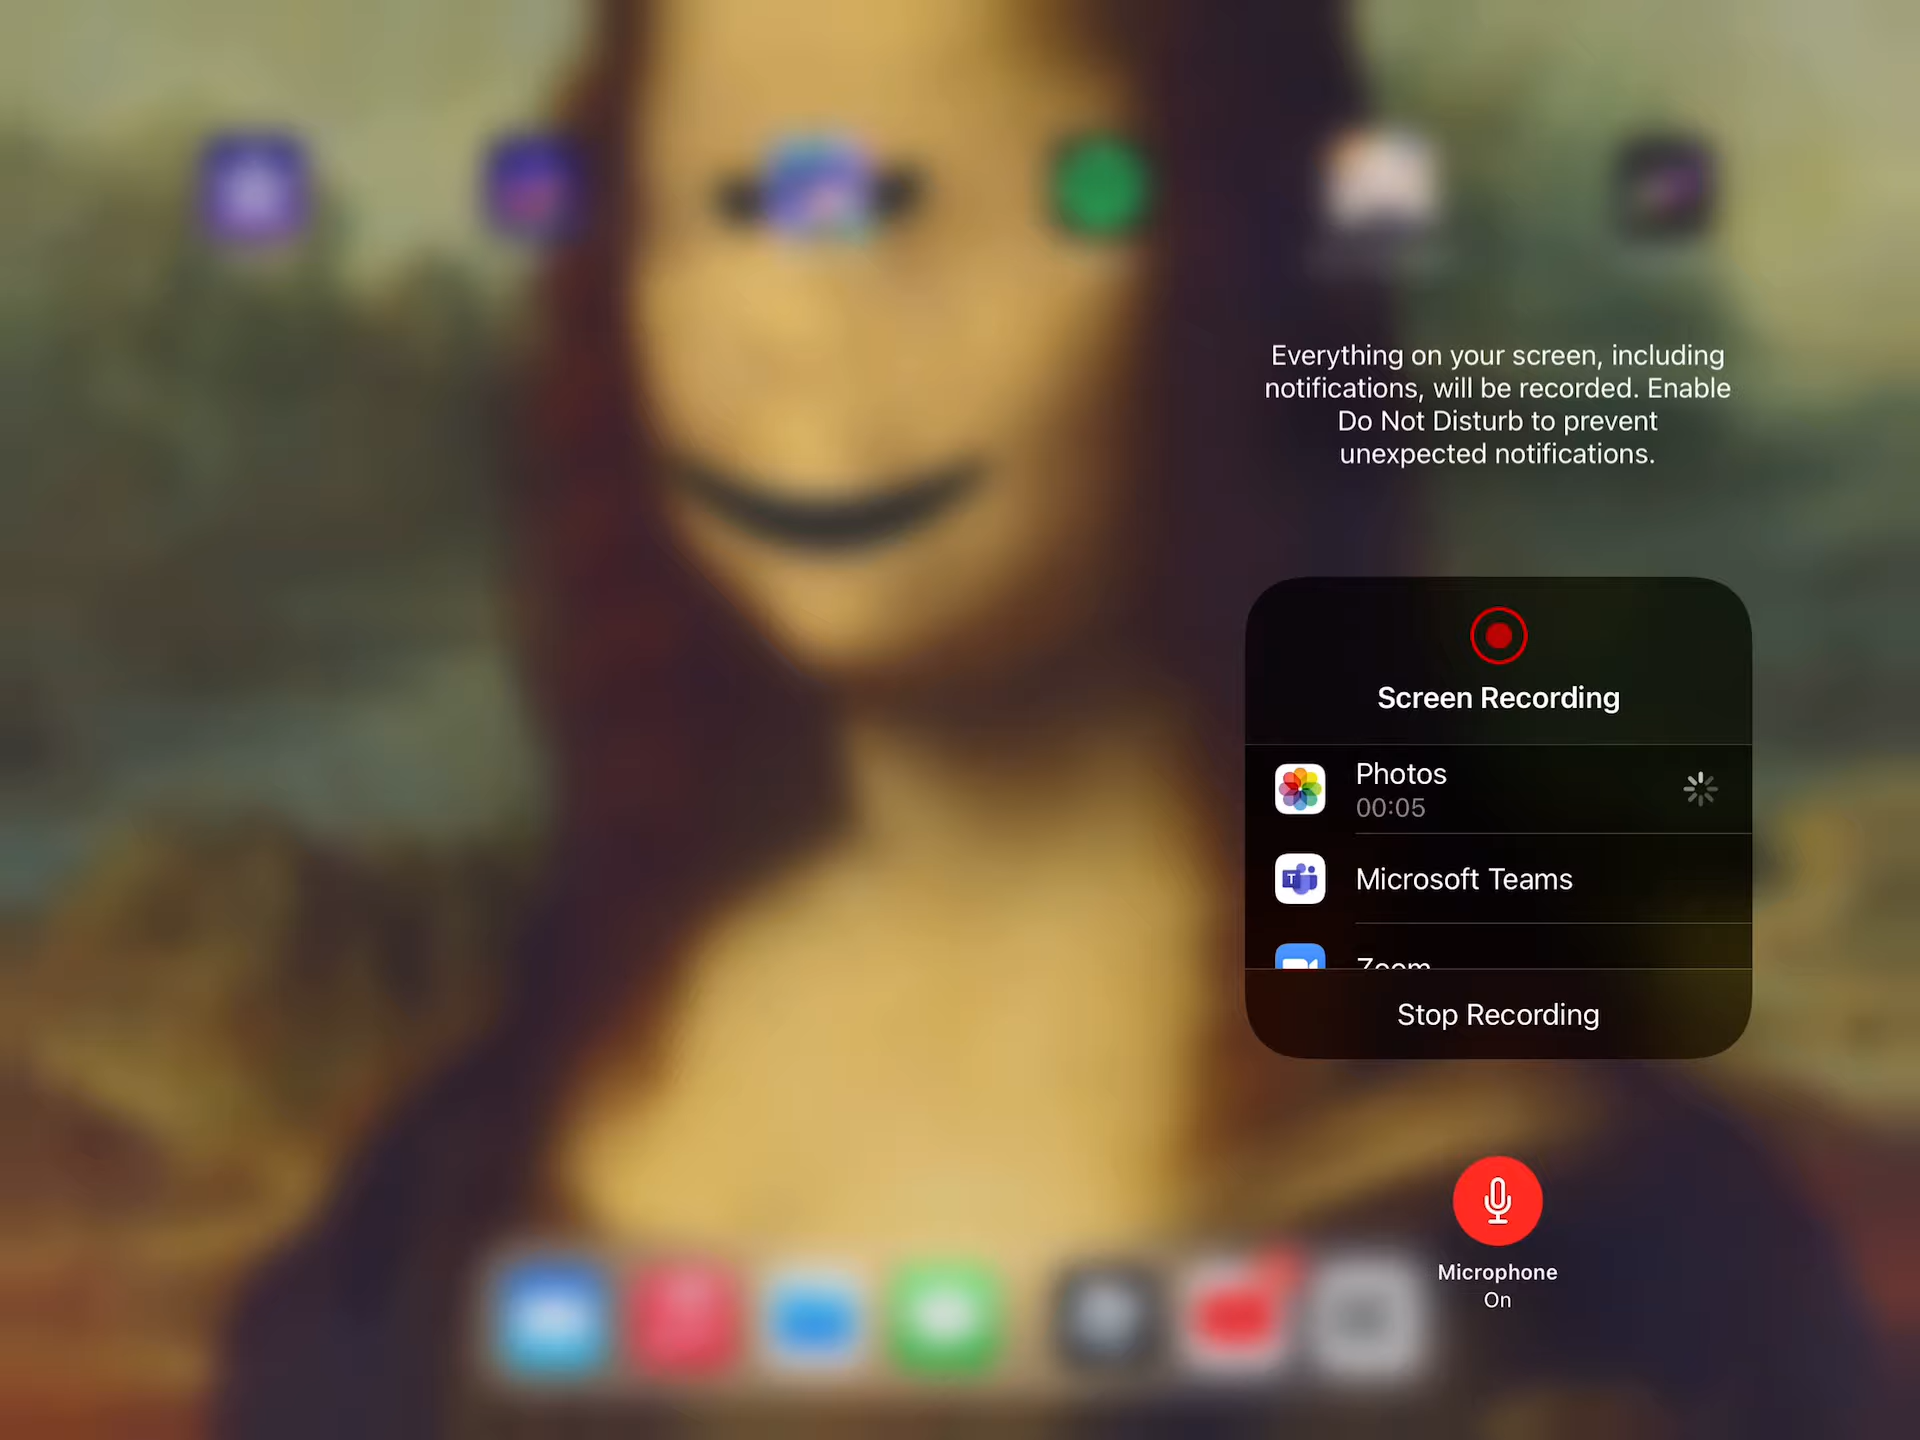 Everything on your screen, including
notifications, will be recorded. Enable
Do Not Disturb to prevent
unexpected notifications.
Screen Recording
Photos
00:05
Microsoft Teams
Zoom
Stop Recording
Microphone
On